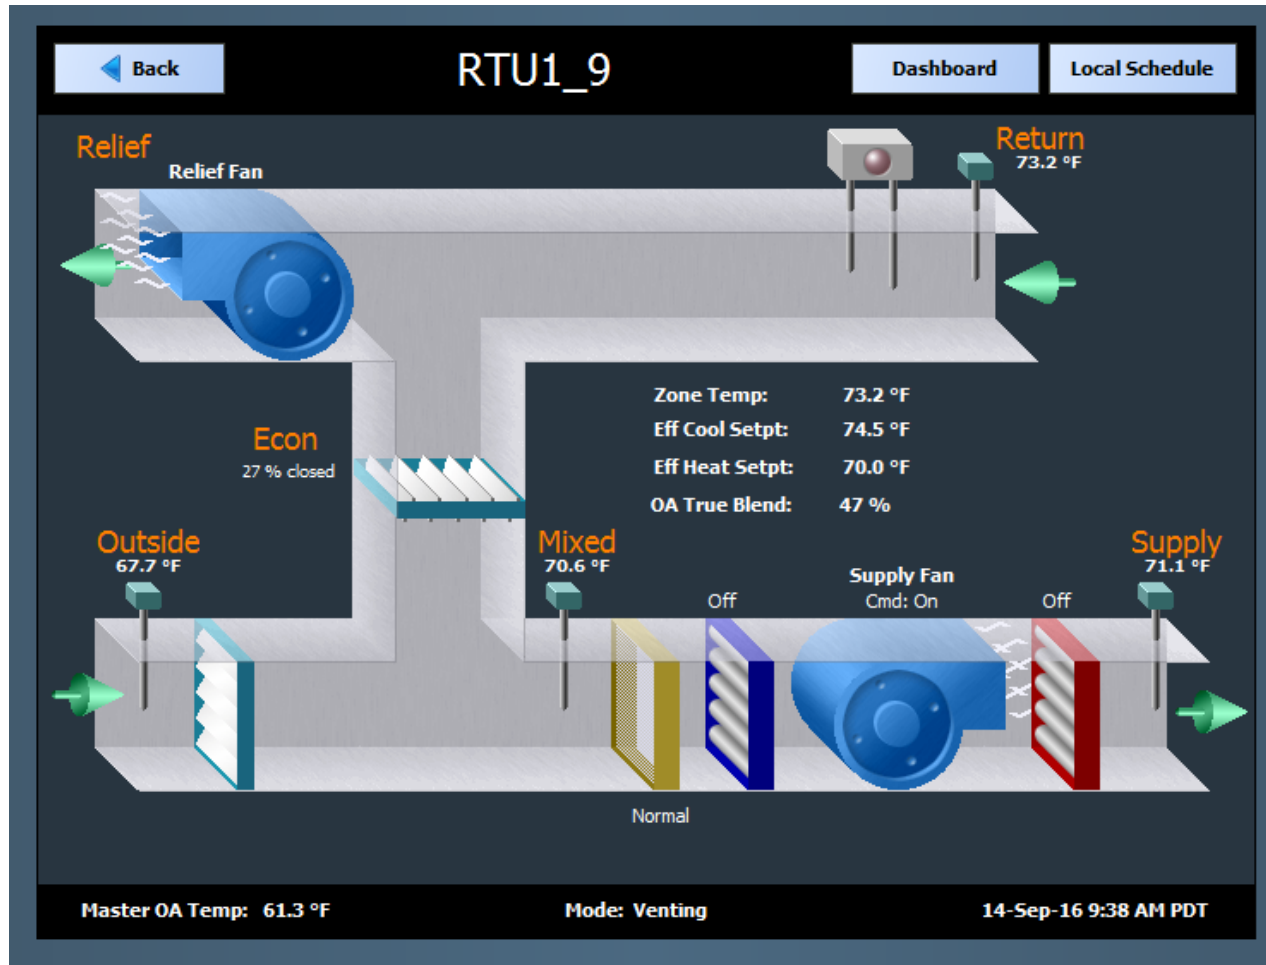 Back
RTU1_9
Dashboard
Local Schedule
Relief
Relief Fan
Return
73.2 °F
Zone Temp: 73.2 °F
Eff Cool Setpt: 74.5 °F
Eff Heat Setpt: 70.0 °F
OA True Blend: 47 %
Econ
27 % closed
Outside
67.7 °F
Mixed
70.6 °F
Off
Supply Fan
Cmd: On
Off
Supply
71.1 °F
Normal
Master OA Temp: 61.3 °F
Mode: Venting
14-Sep-16 9:38 AM PDT